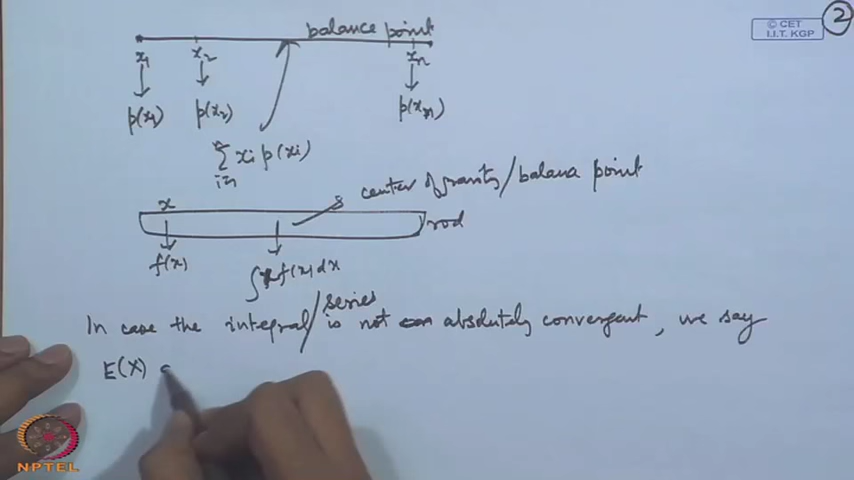 balance point
x₁ x₂ xₙ
p(x₁) p(x₂) p(xₙ)
n
∑ xᵢ p(xᵢ)
i=1
center of gravity/balance point
x
rod
f(x) ∫x f(x) dx
In case the integral/series is not absolutely convergent, we say
E(X)
© CET
I.I.T. KGP
2
NPTEL